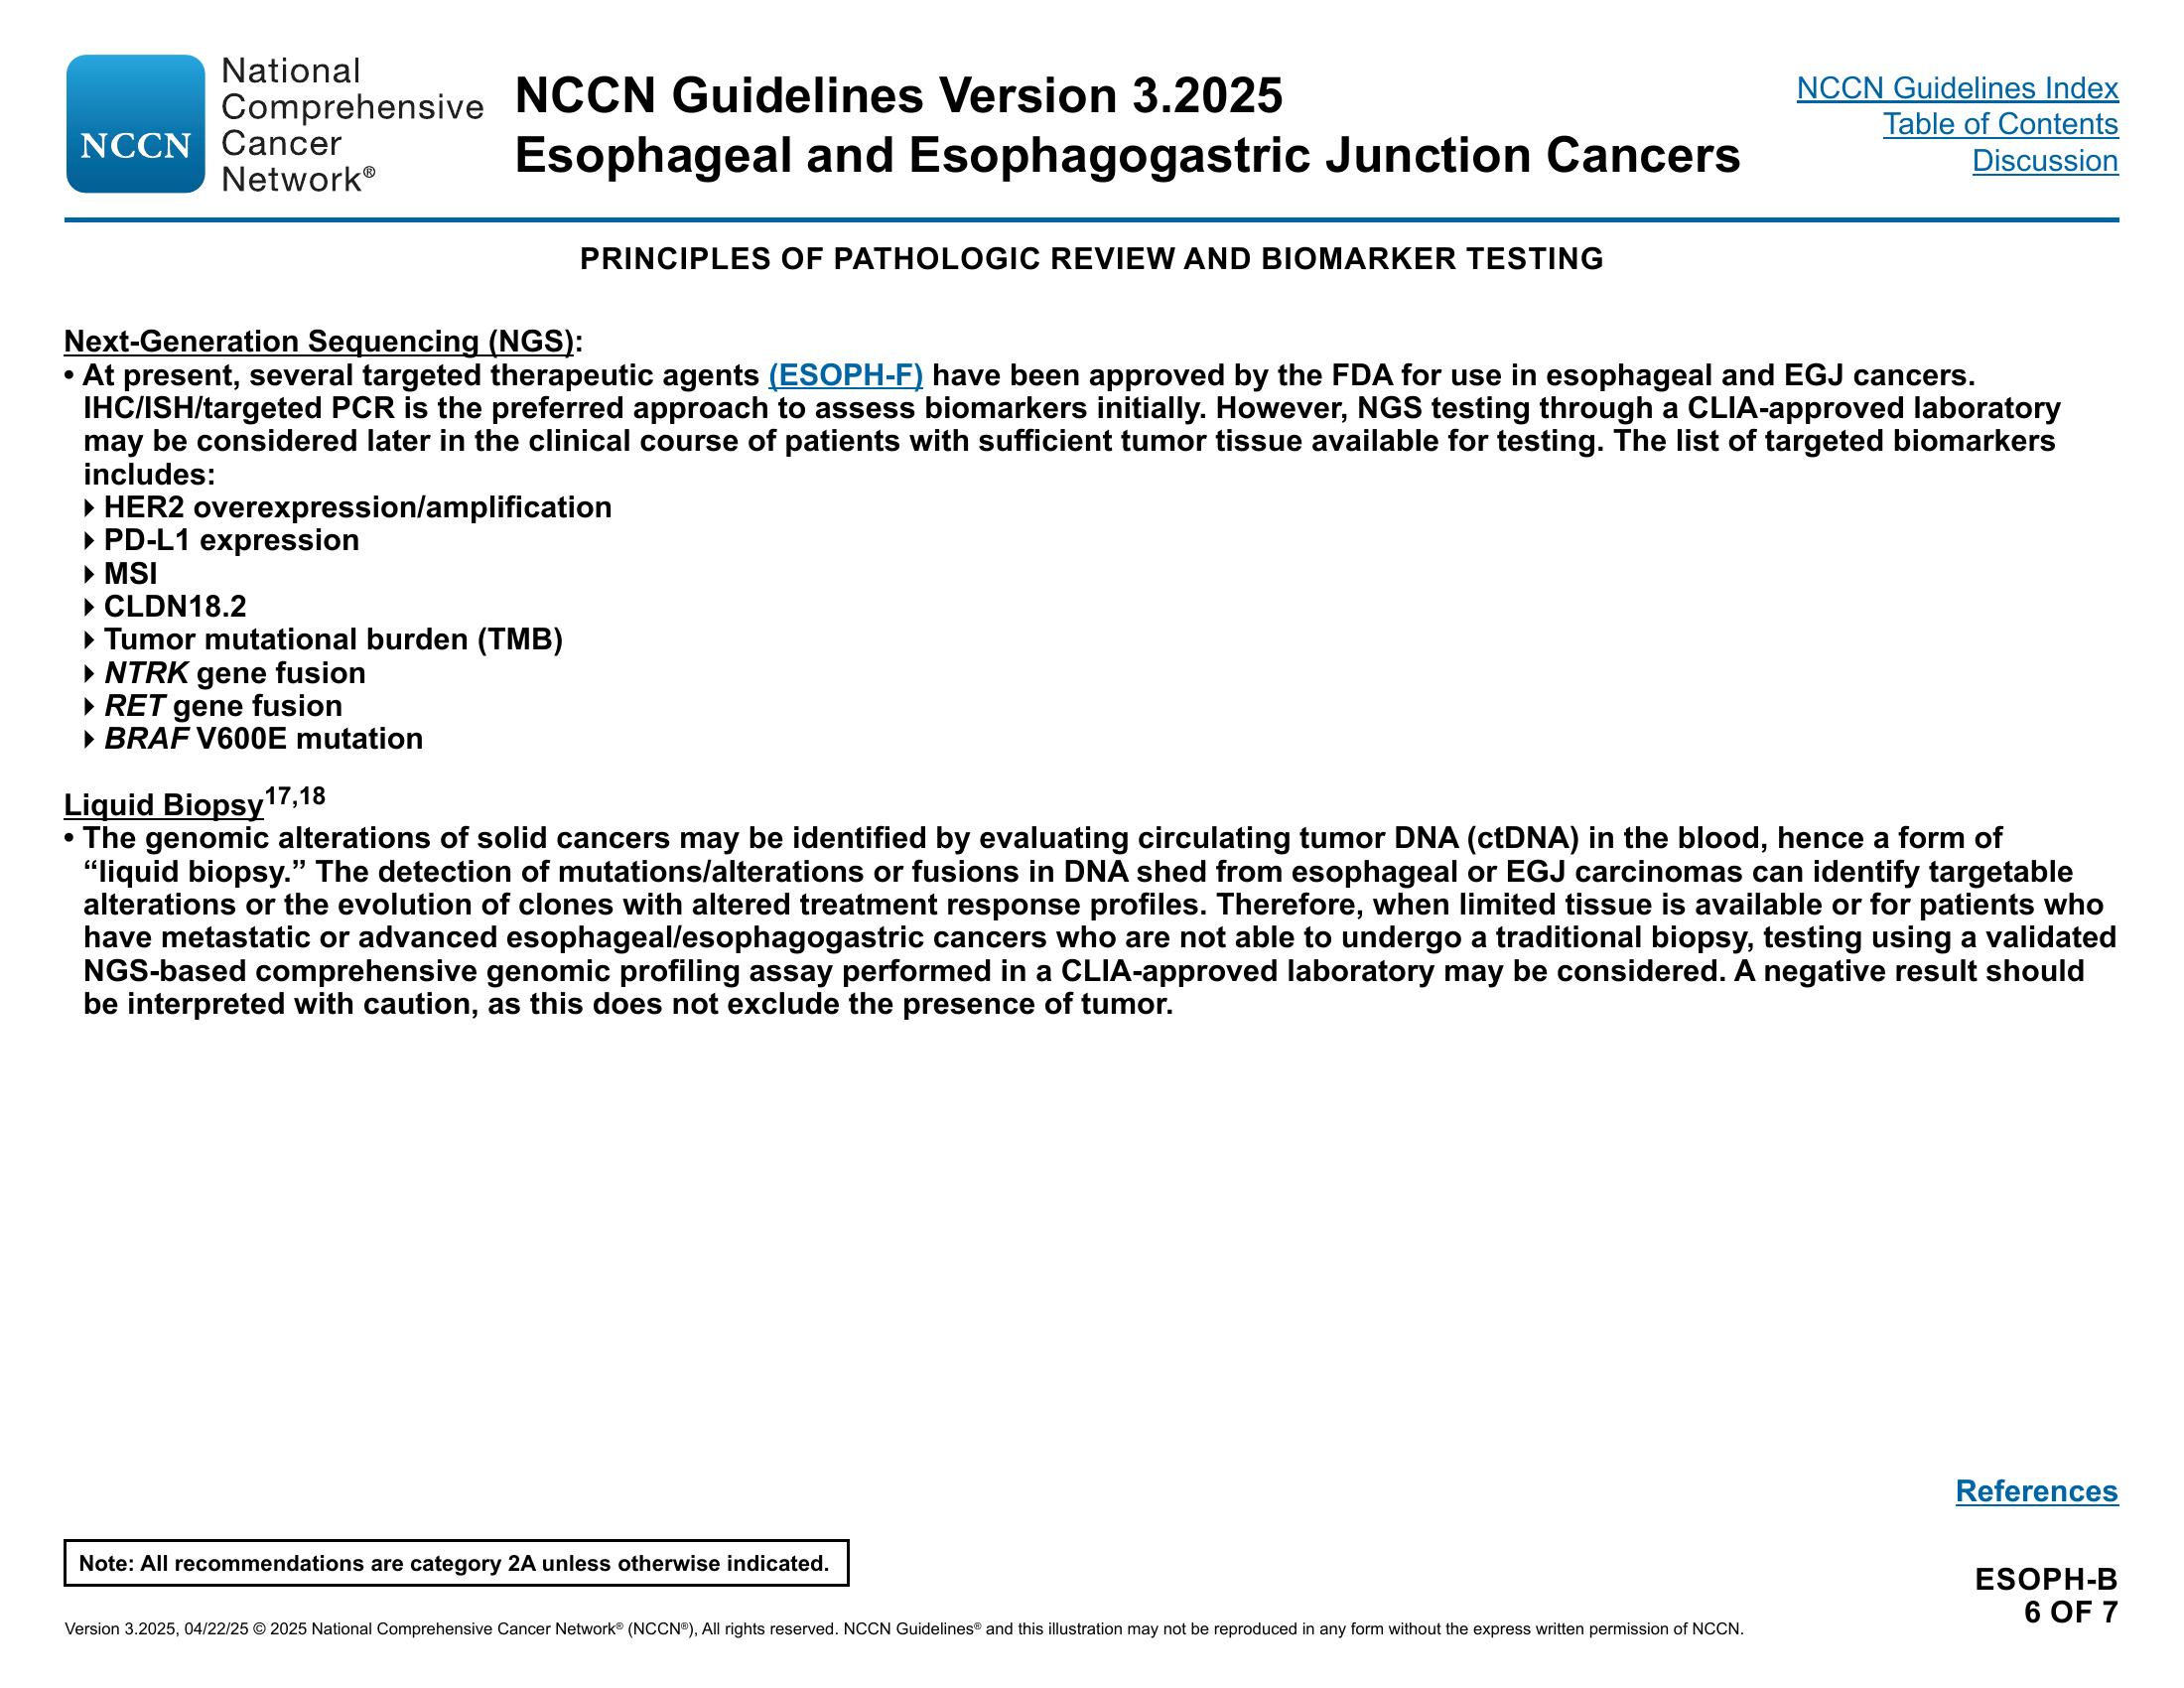 NCCN
National
Comprehensive
Cancer
Network®
NCCN Guidelines Version 3.2025
Esophageal and Esophagogastric Junction Cancers
NCCN Guidelines Index
Table of Contents
Discussion
PRINCIPLES OF PATHOLOGIC REVIEW AND BIOMARKER TESTING
Next-Generation Sequencing (NGS):
• At present, several targeted therapeutic agents (ESOPH-F) have been approved by the FDA for use in esophageal and EGJ cancers.
IHC/ISH/targeted PCR is the preferred approach to assess biomarkers initially. However, NGS testing through a CLIA-approved laboratory
may be considered later in the clinical course of patients with sufficient tumor tissue available for testing. The list of targeted biomarkers
includes:
HER2 overexpression/amplification
PD-L1 expression
MSI
CLDN18.2
Tumor mutational burden (TMB)
NTRK gene fusion
RET gene fusion
BRAF V600E mutation
Liquid Biopsy17,18
• The genomic alterations of solid cancers may be identified by evaluating circulating tumor DNA (ctDNA) in the blood, hence a form of
“liquid biopsy.” The detection of mutations/alterations or fusions in DNA shed from esophageal or EGJ carcinomas can identify targetable
alterations or the evolution of clones with altered treatment response profiles. Therefore, when limited tissue is available or for patients who
have metastatic or advanced esophageal/esophagogastric cancers who are not able to undergo a traditional biopsy, testing using a validated
NGS-based comprehensive genomic profiling assay performed in a CLIA-approved laboratory may be considered. A negative result should
be interpreted with caution, as this does not exclude the presence of tumor.
References
Note: All recommendations are category 2A unless otherwise indicated.
ESOPH-B
6 OF 7
Version 3.2025, 04/22/25 © 2025 National Comprehensive Cancer Network® (NCCN®), All rights reserved. NCCN Guidelines® and this illustration may not be reproduced in any form without the express written permission of NCCN.